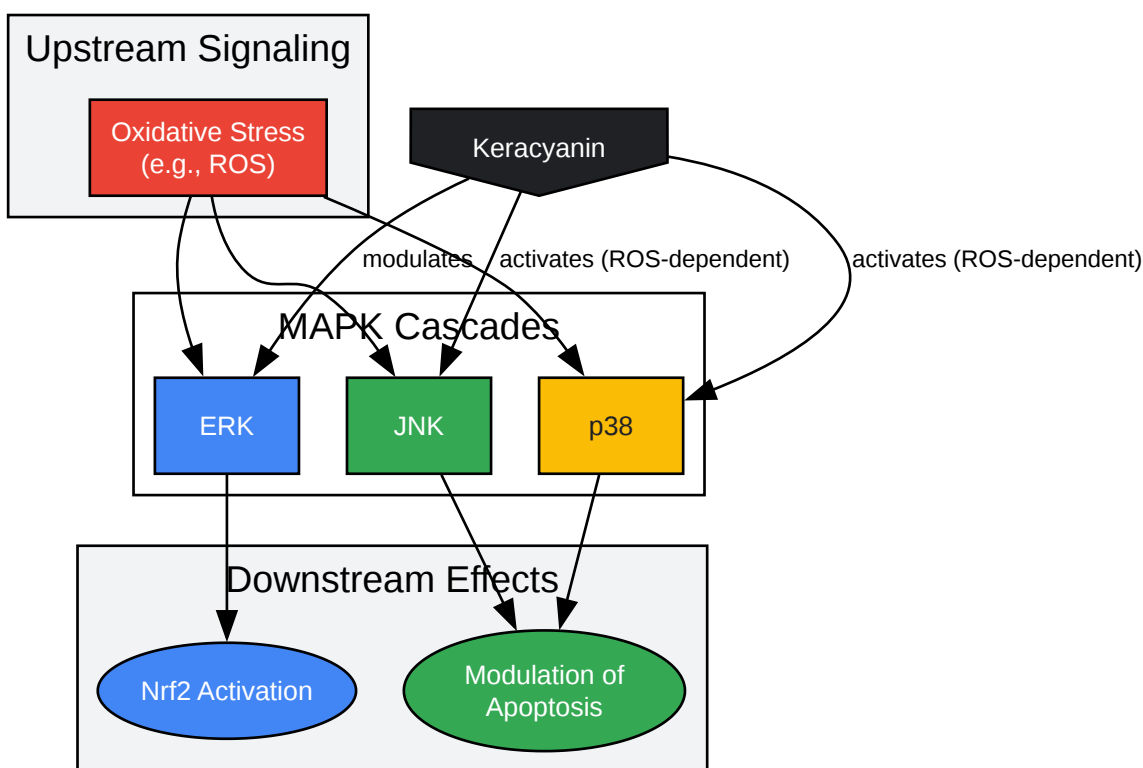 Upstream Signaling
Oxidative Stress
(e.g., ROS)
Keracyanin
modulates
activates (ROS-dependent)
activates (ROS-dependent)
MAPK Cascades
ERK
JNK
p38
Downstream Effects
Nrf2 Activation
Modulation of
Apoptosis